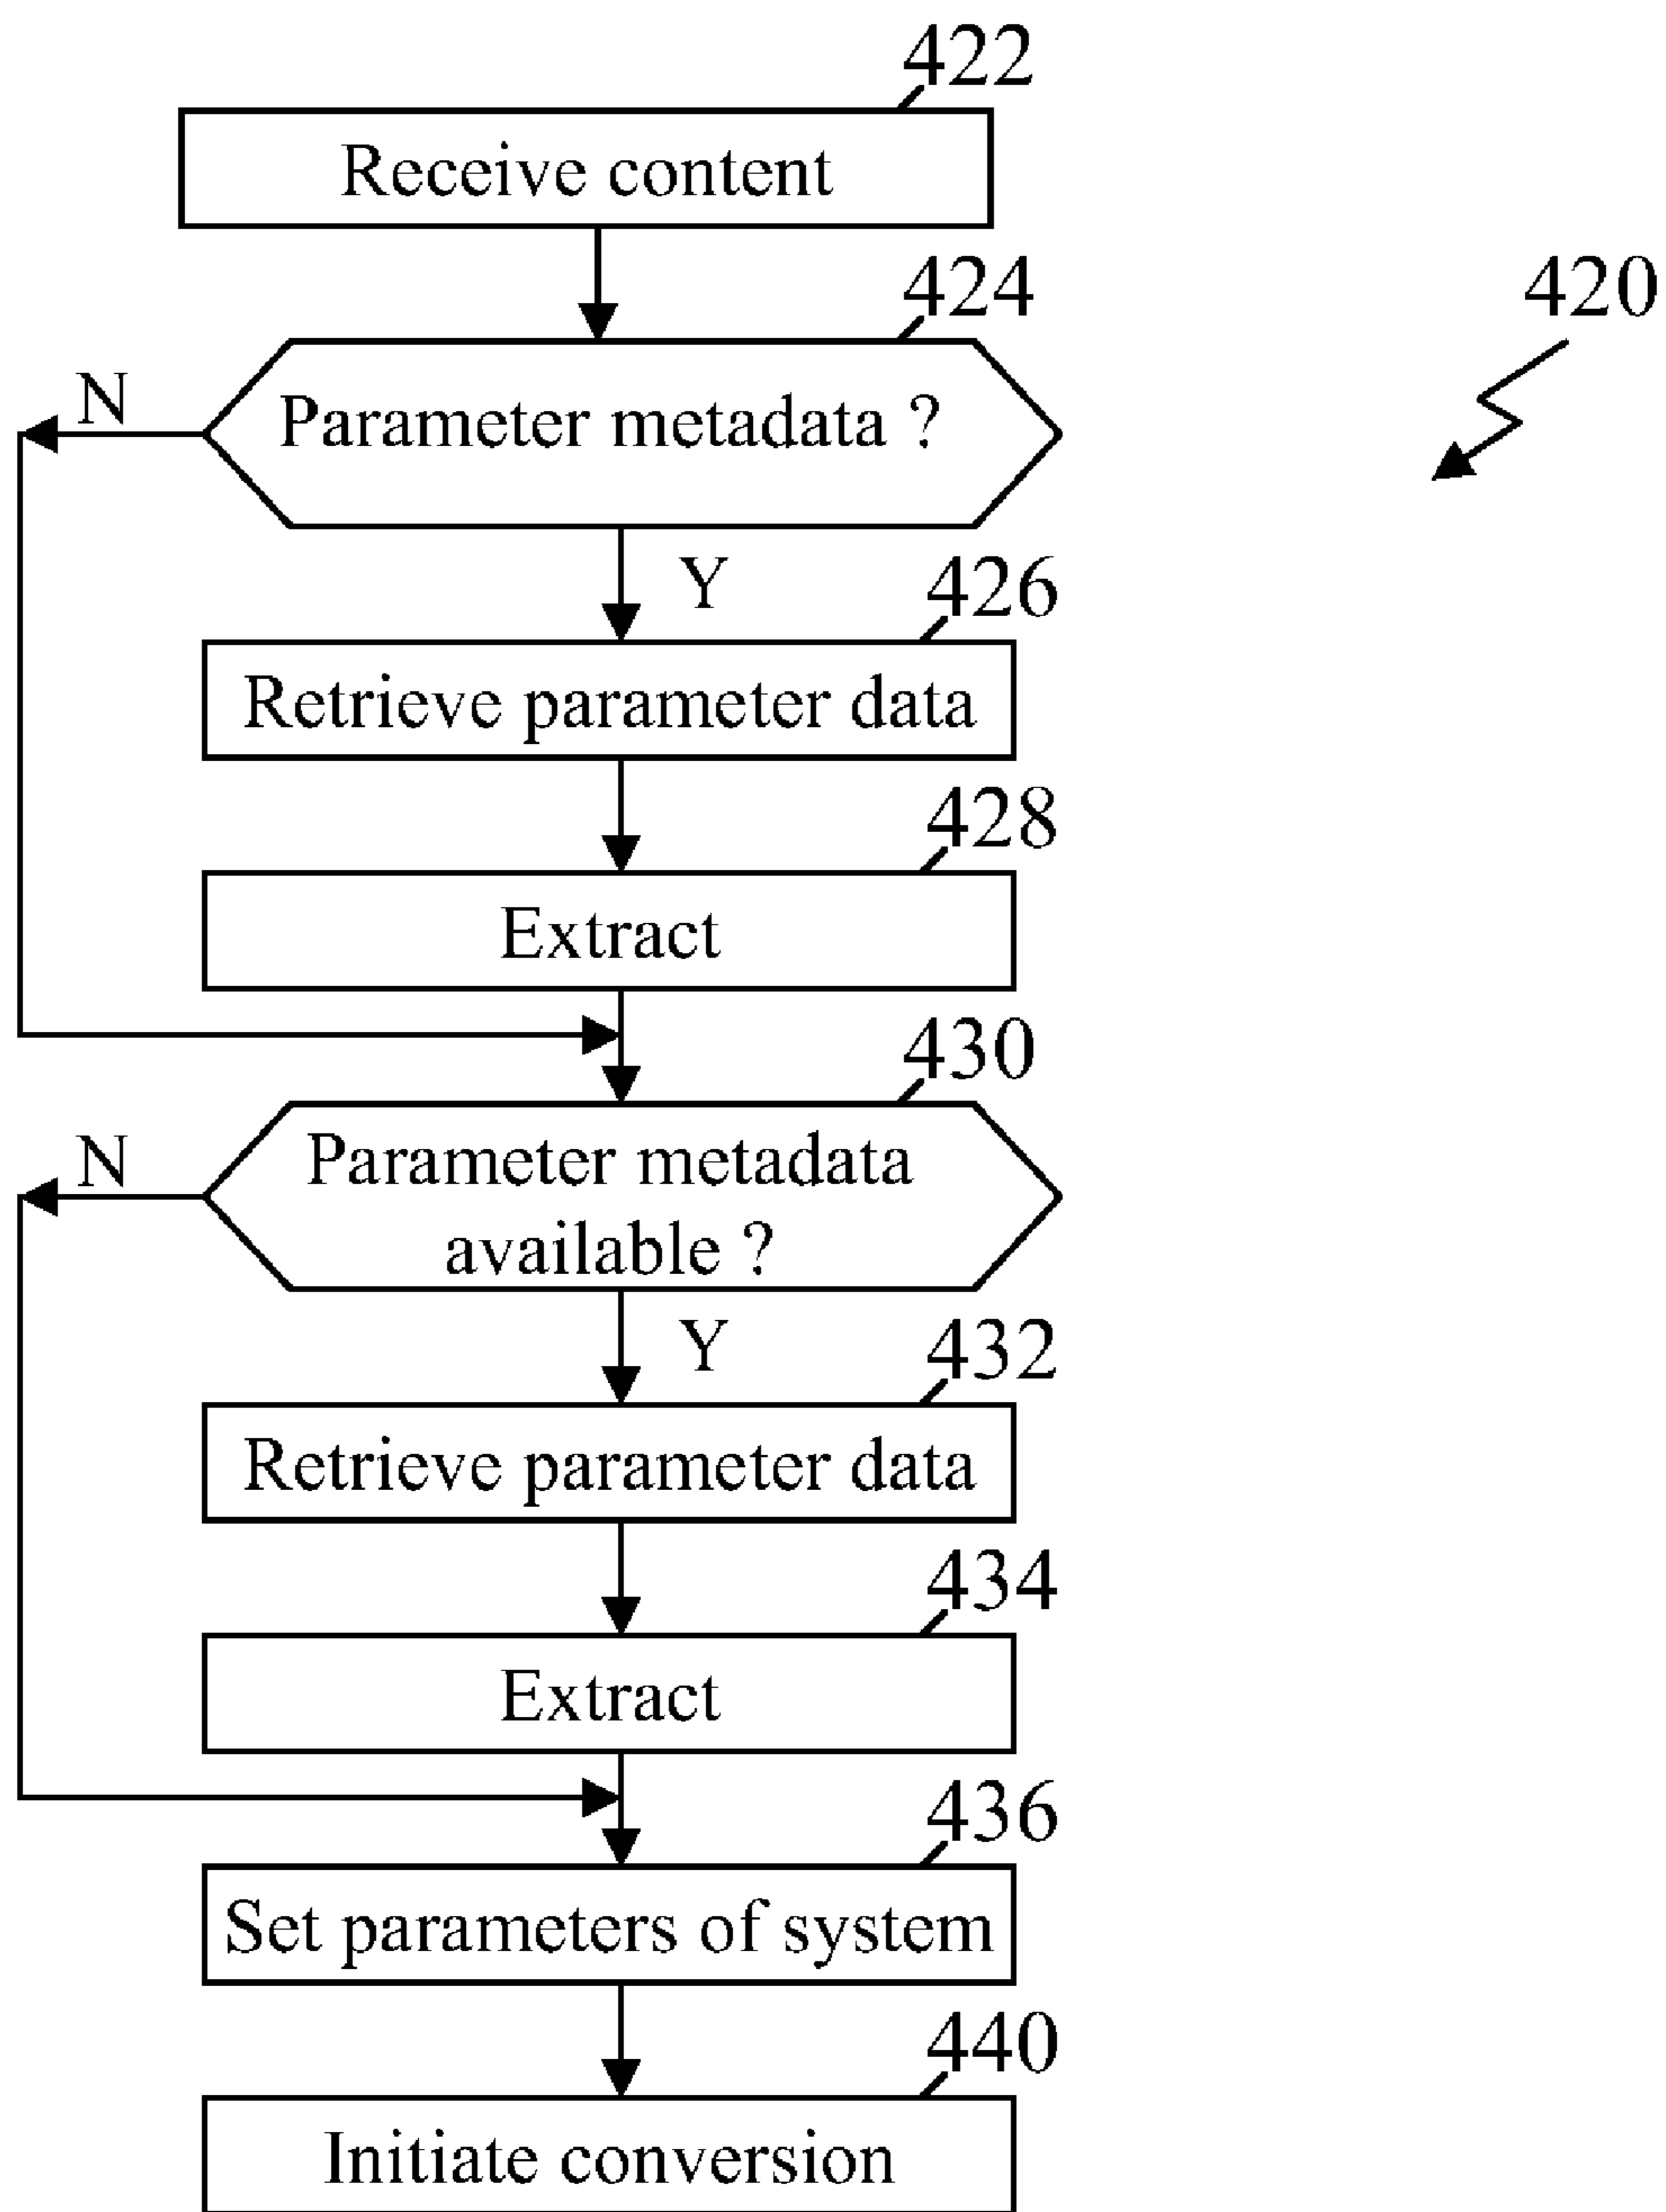 422
Receive content
424
420
N
Parameter metadata ?
Y
426
Retrieve parameter data
428
Extract
430
N
Parameter metadata
available ?
Y
432
Retrieve parameter data
434
Extract
436
Set parameters of system
440
Initiate conversion